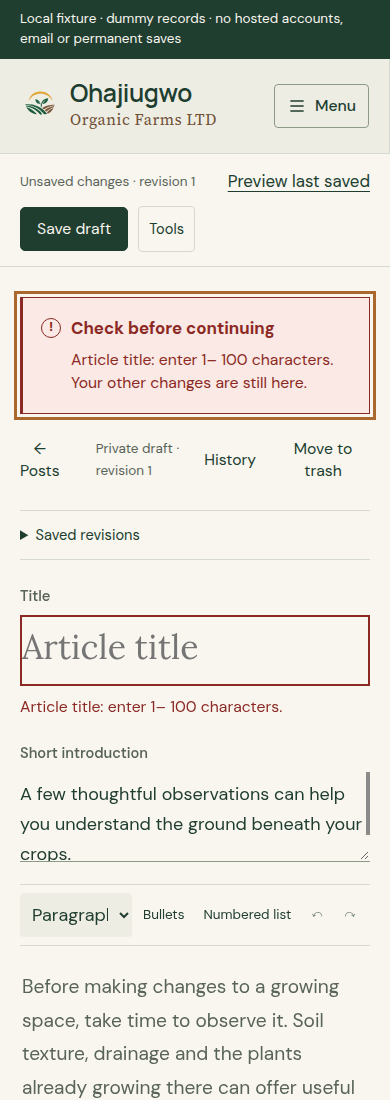 Local fixture · dummy records · no hosted accounts,
email or permanent saves
Ohajiugwo
Organic Farms LTD
Menu
Unsaved changes · revision 1
Preview last saved
Save draft
Tools
Check before continuing
Article title: enter 1– 100 characters.
Your other changes are still here.
← Posts
Private draft · revision 1
History
Move to trash
Saved revisions
Title
Article title
Article title: enter 1– 100 characters.
Short introduction
A few thoughtful observations can help
you understand the ground beneath your
crops.
Paragraph
Bullets
Numbered list
Before making changes to a growing
space, take time to observe it. Soil
texture, drainage and the plants
already growing there can offer useful